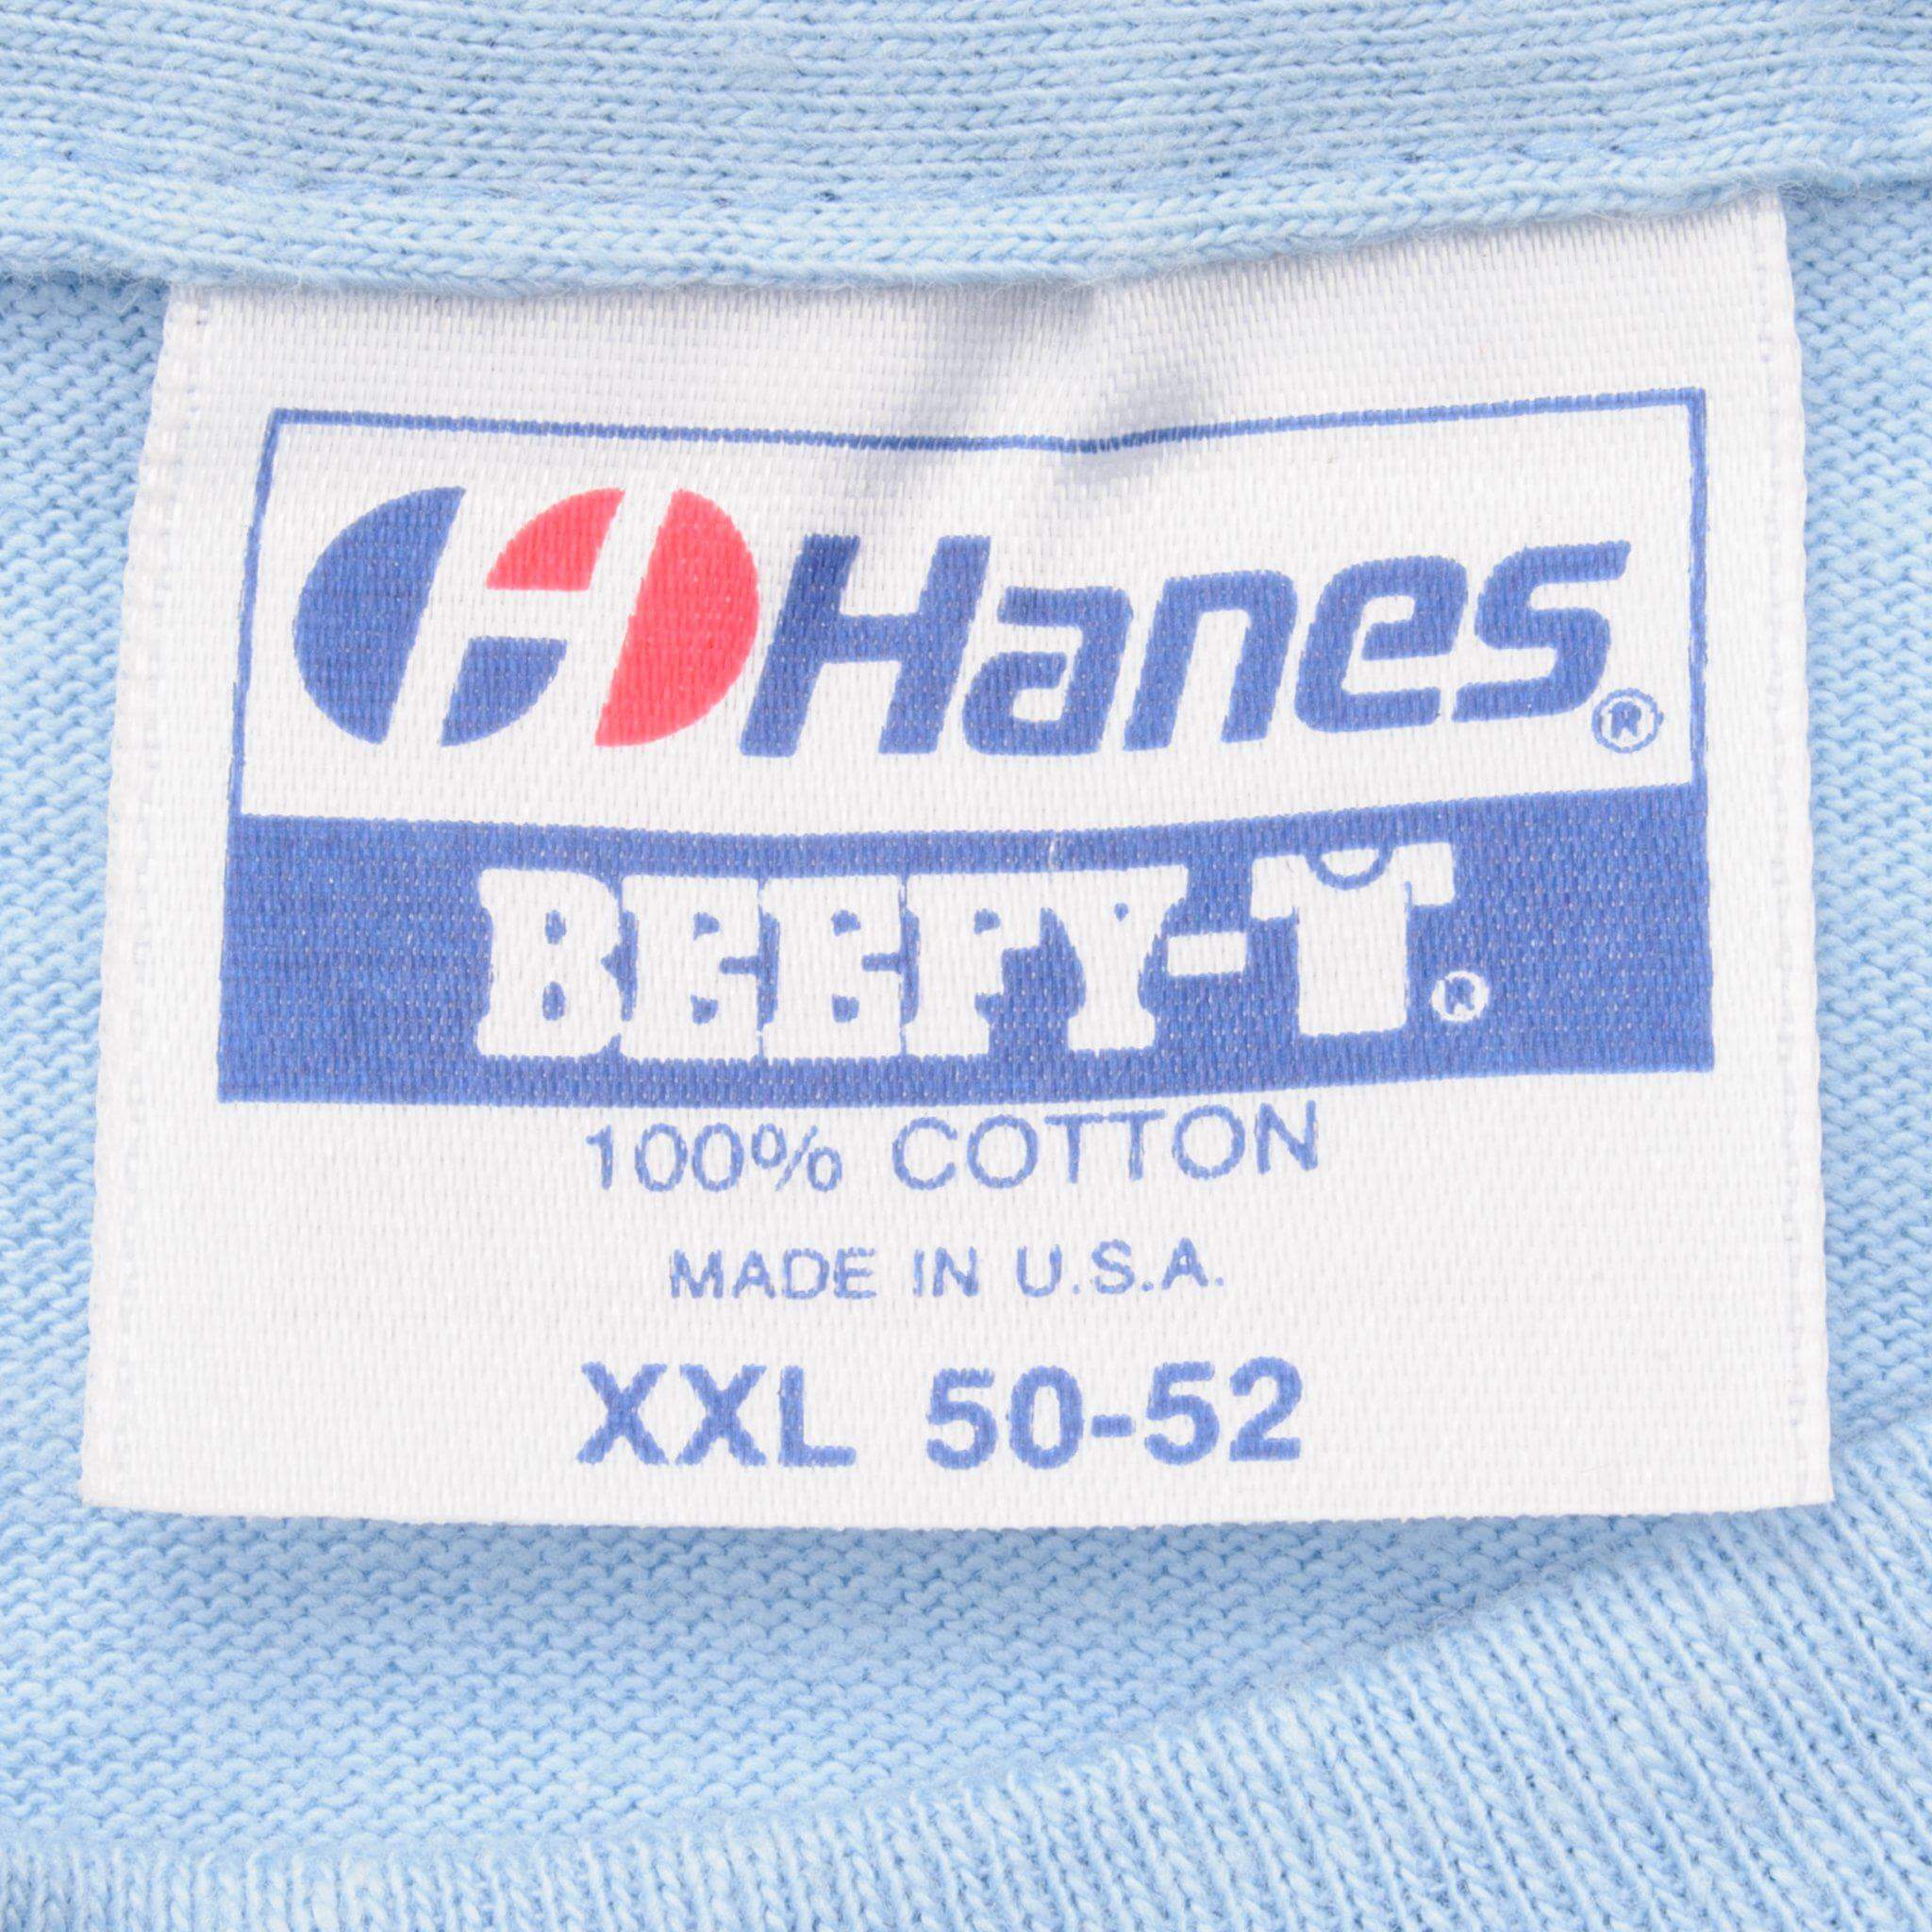 Hanes®
BEEFY-T®
100% COTTON
MADE IN U.S.A.
XXL 50-52